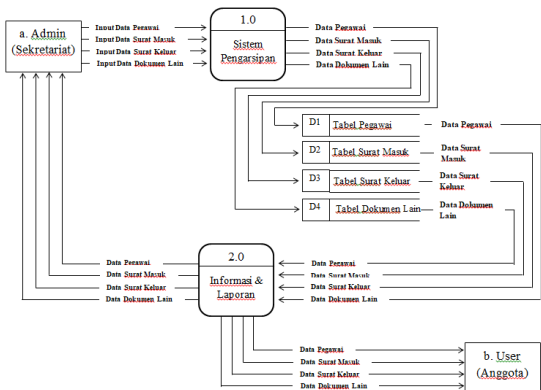 a. Admin
(Sekretariat)
Input Data Pegawai
Input Data Surat Masuk
Input Data Surat Keluar
Input Data Dokumen Lain
1.0
Sistem
Pengarsipan
Data Pegawai
Data Surat Masuk
Data Surat Keluar
Data Dokumen Lain
D1 Tabel Pegawai
Data Pegawai
D2 Tabel Surat Masuk
Data Surat
Masuk
D3 Tabel Surat Keluar
Data Surat
Keluar
D4 Tabel Dokumen Lain
Data Dokumen
Lain
Data Pegawai
Data Surat Masuk
Data Surat Keluar
Data Dokumen Lain
2.0
Informasi &
Laporan
Data Pegawai
Data Surat Masuk
Data Surat Keluar
Data Dokumen Lain
Data Pegawai
Data Surat Masuk
Data Surat Keluar
Data Dokumen Lain
b. User
(Anggota)